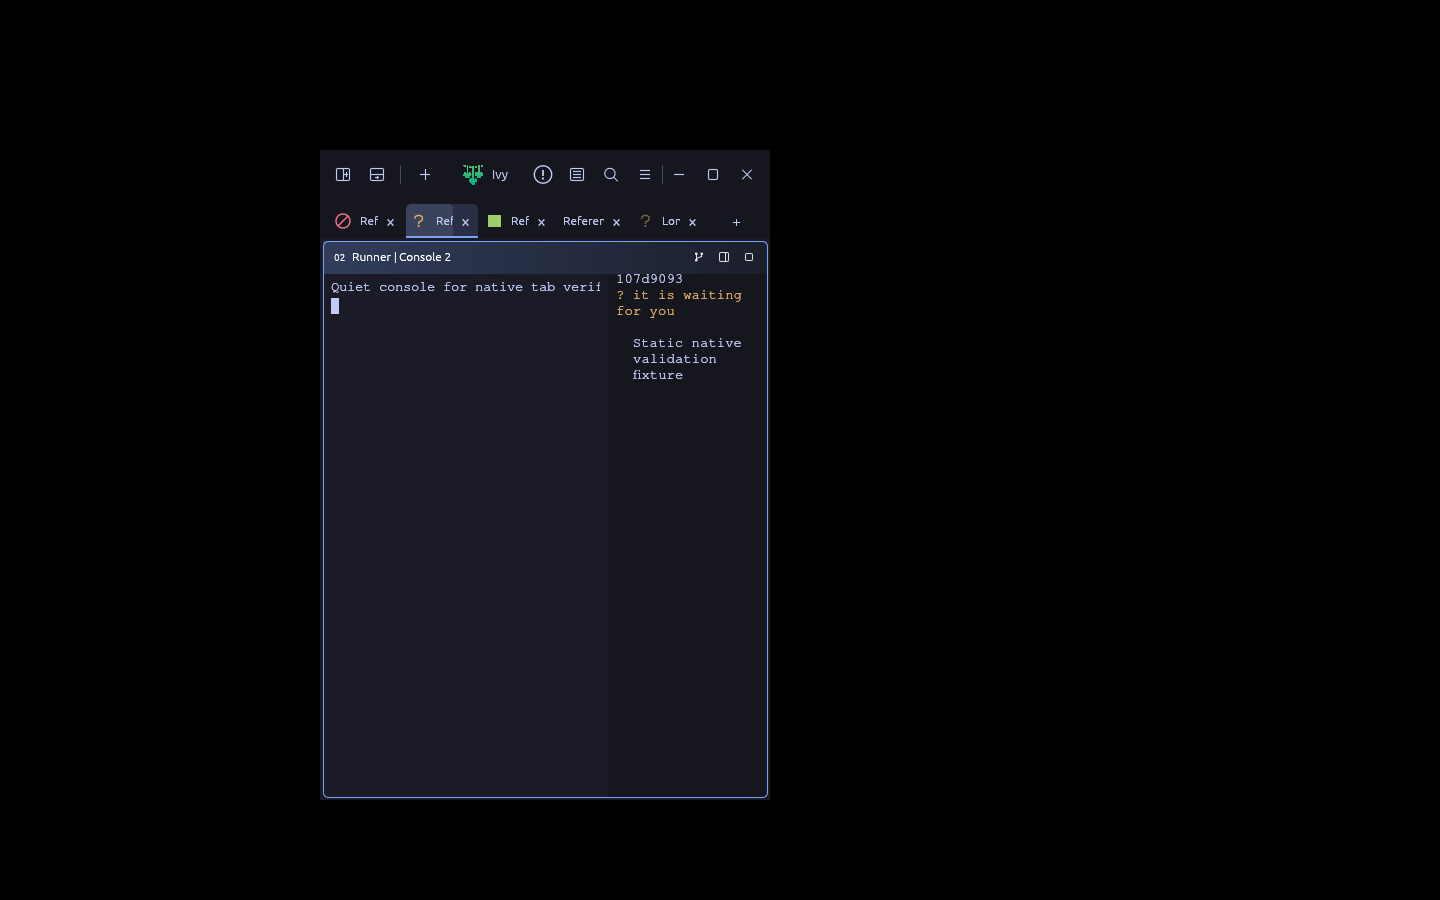 Ivy
Ref × ? Ref × Ref × Referer × ? Lor × +
02 Runner | Console 2
Quiet console for native tab verif
107d9093
? it is waiting
for you
Static native
validation
fixture